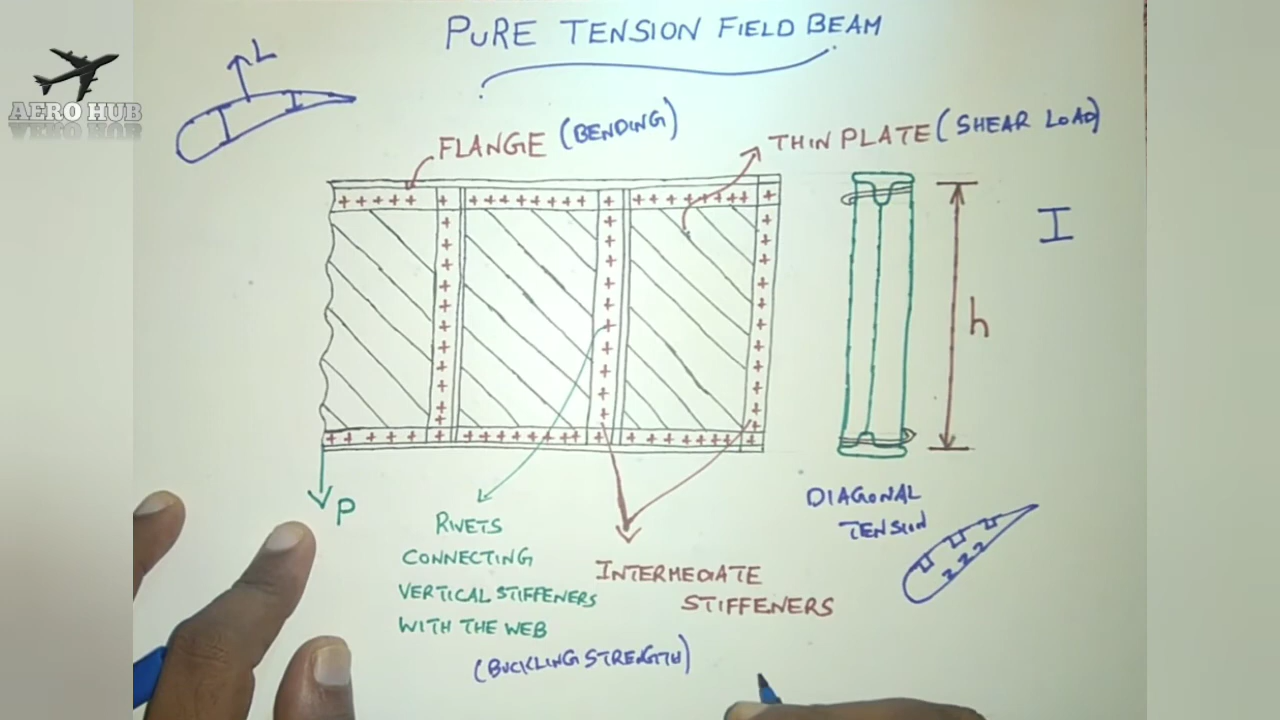 PURE TENSION FIELD BEAM
L
AERO HUB
FLANGE (BENDING)
THIN PLATE (SHEAR LOAD)
I
h
P
RIVETS
CONNECTING
VERTICAL STIFFENERS
WITH THE WEB
(BUCKLING STRENGTH)
INTERMEDIATE
STIFFENERS
DIAGONAL
TENSION